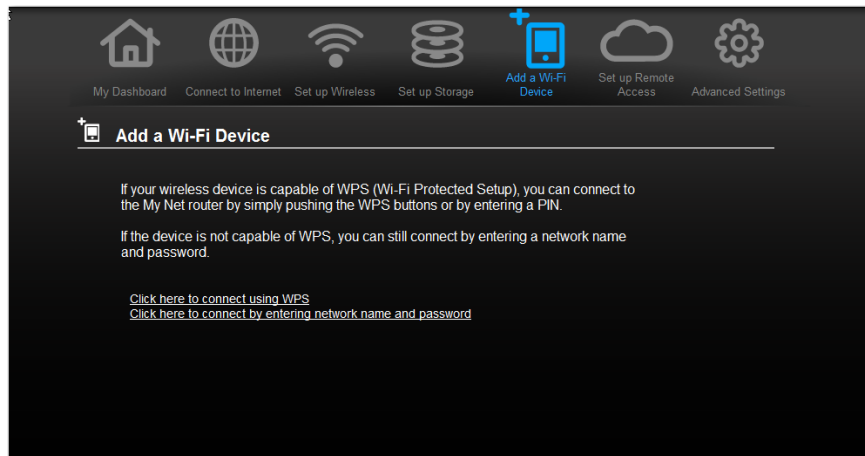 Add a Wi-Fi
Set up Remote
My Dashboard
Connect to Internet
Set up Wireless
Set up Storage
Device
Access
Advanced Settings
Add a Wi-Fi Device
If your wireless device is capable of WPS (Wi-Fi Protected Setup), you can connect to
the My Net router by simply pushing the WPS buttons or by entering a PIN.
If the device is not capable of WPS, you can still connect by entering a network name
and password.
Click here to connect using WPS
Click here to connect by entering network name and password